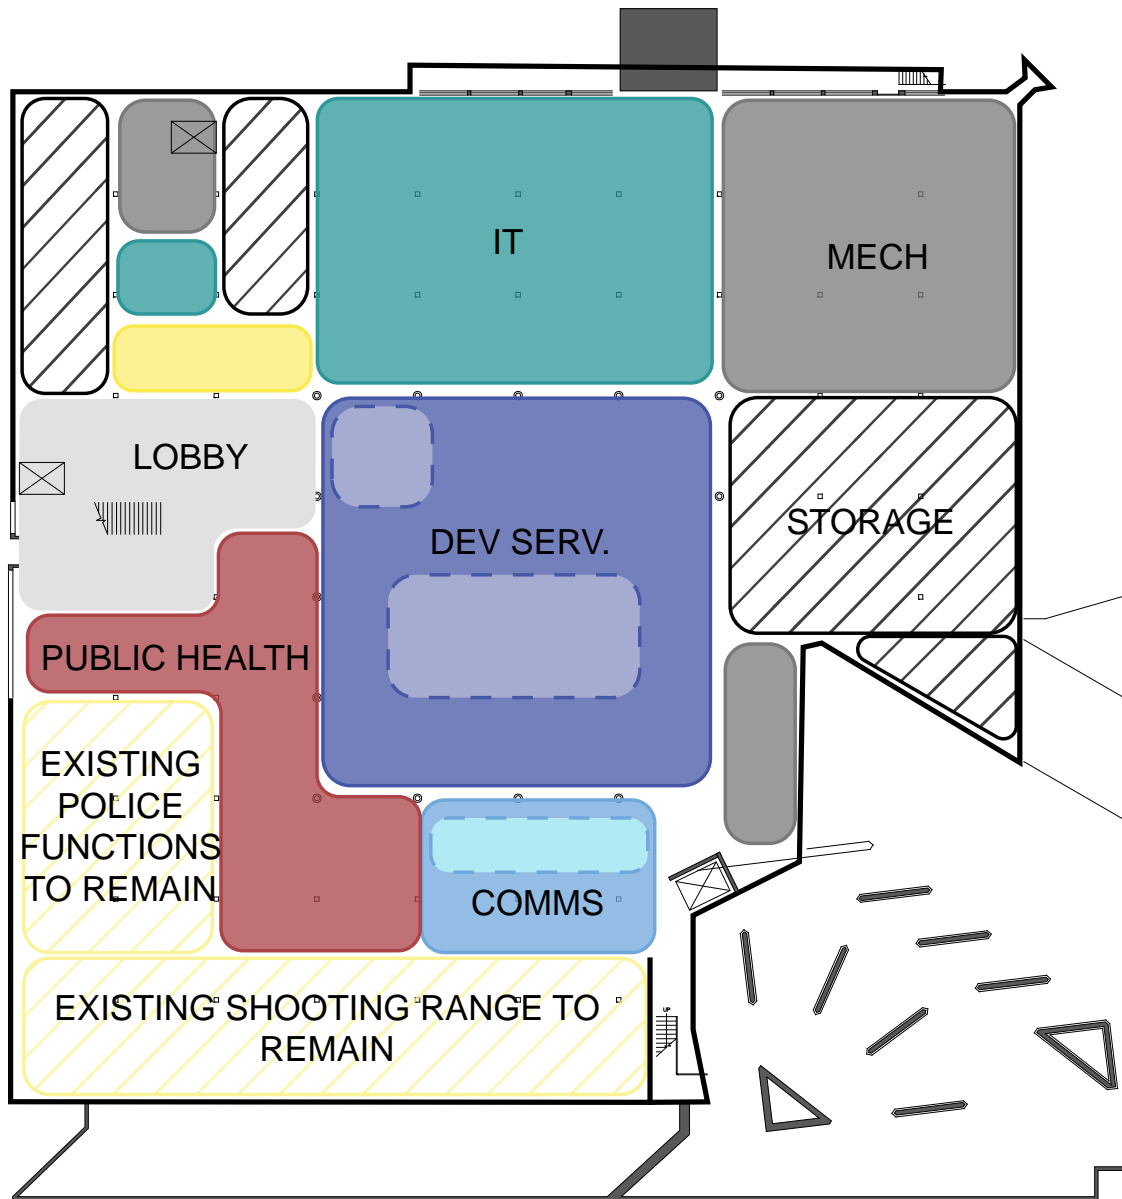 IT
MECH
LOBBY
STORAGE
DEV SERV.
PUBLIC HEALTH
EXISTING
POLICE
FUNCTIONS
TO REMAIN
COMMS
EXISTING SHOOTING RANGE TO
REMAIN
UP